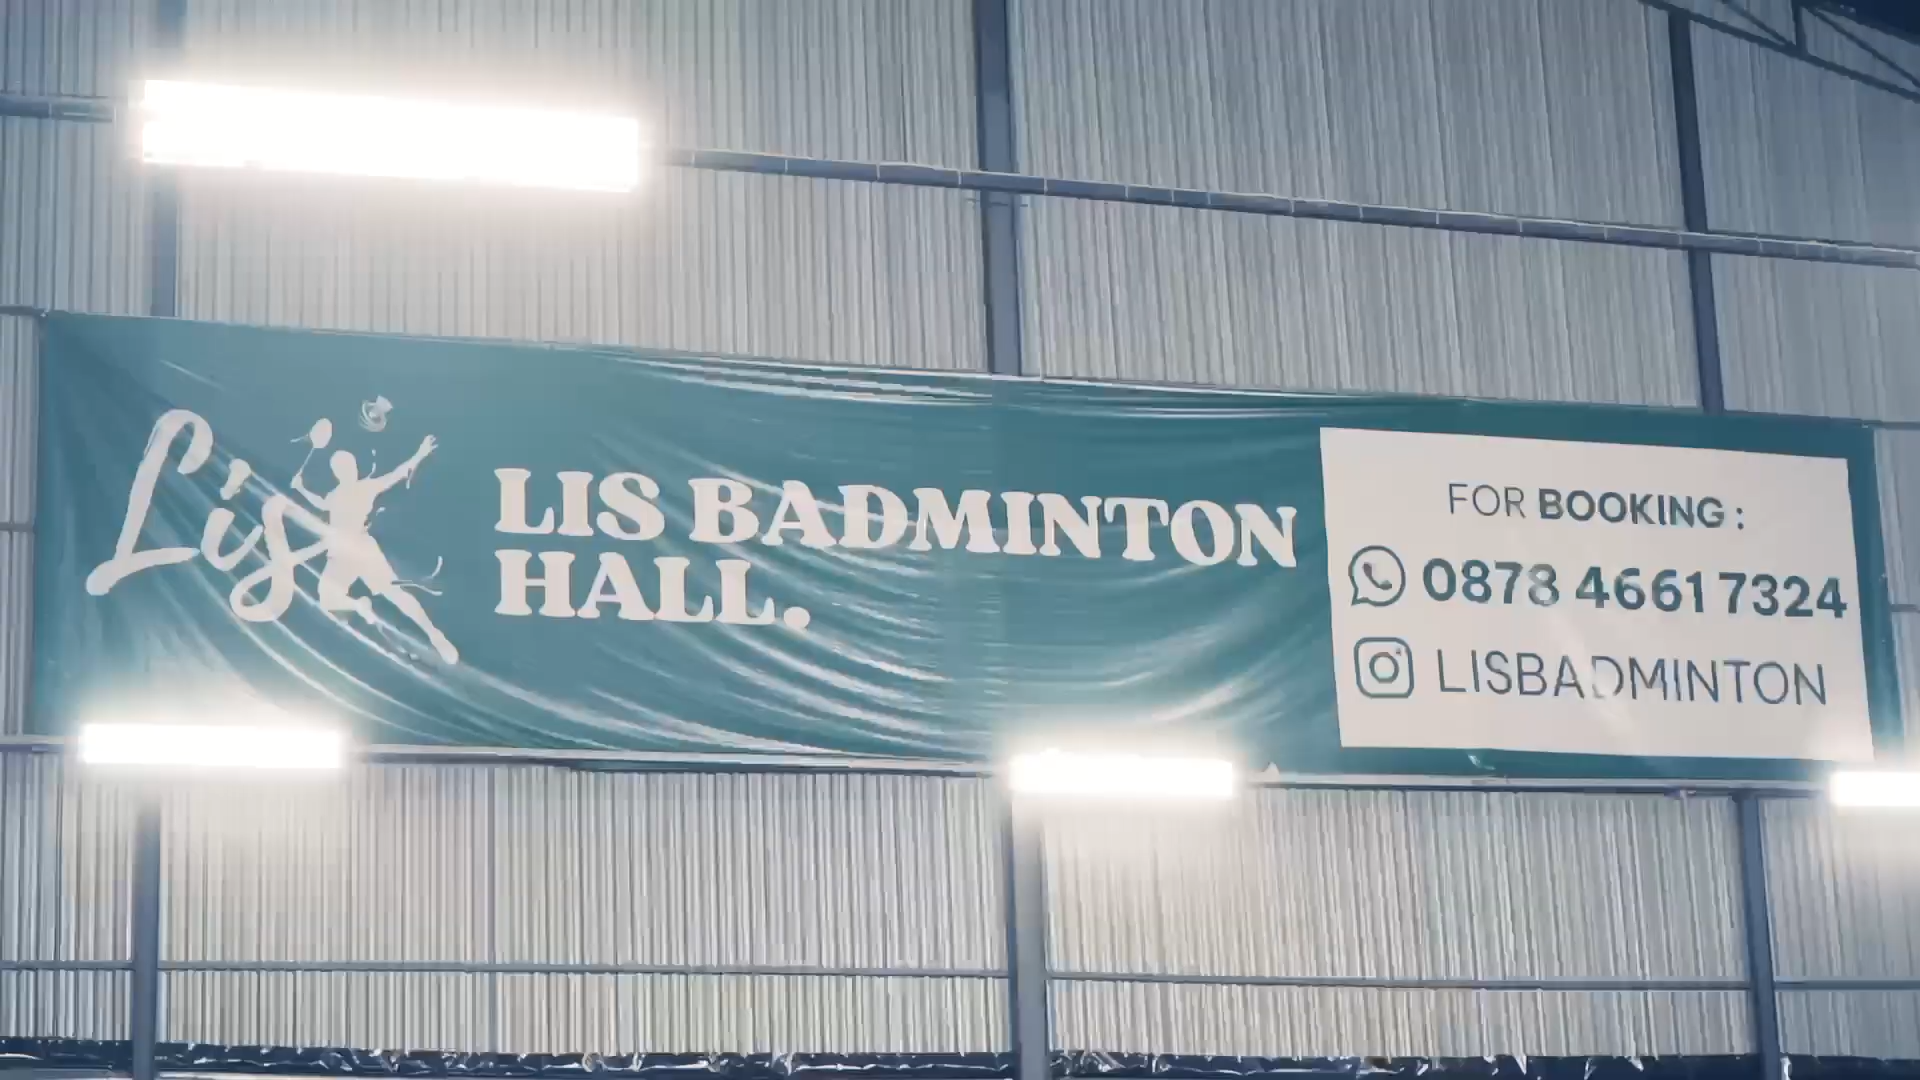 Lis
LIS BADMINTON
HALL.
FOR BOOKING :
0878 4661 7324
LISBADMINTON